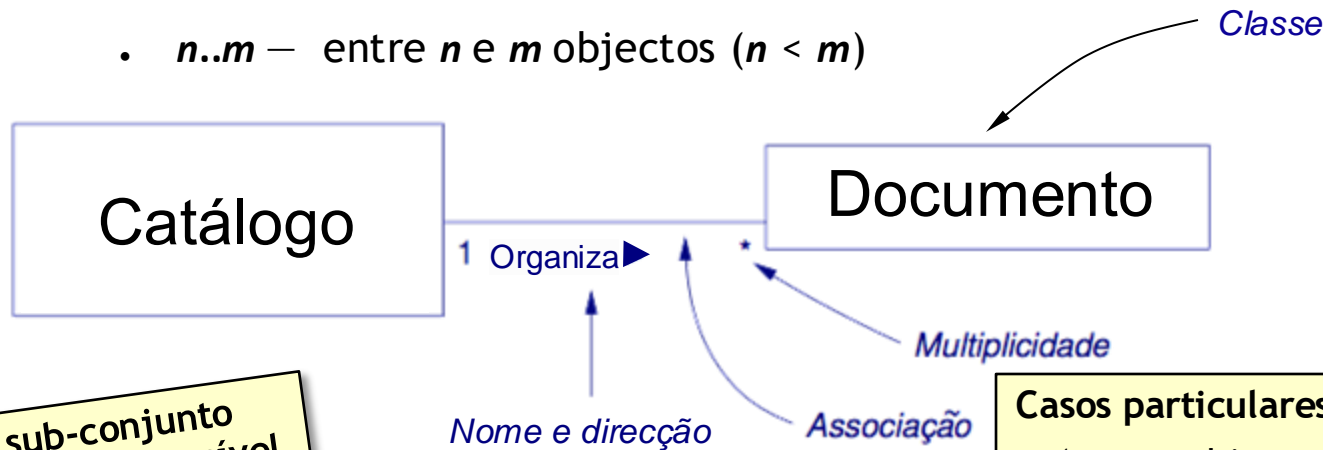 Classe
• n..m — entre n e m objectos (n < m)
Catálogo
Documento
1 Organiza▶ *
Multiplicidade
Nome e direcção
Associação
sub-conjunto
Casos particulares